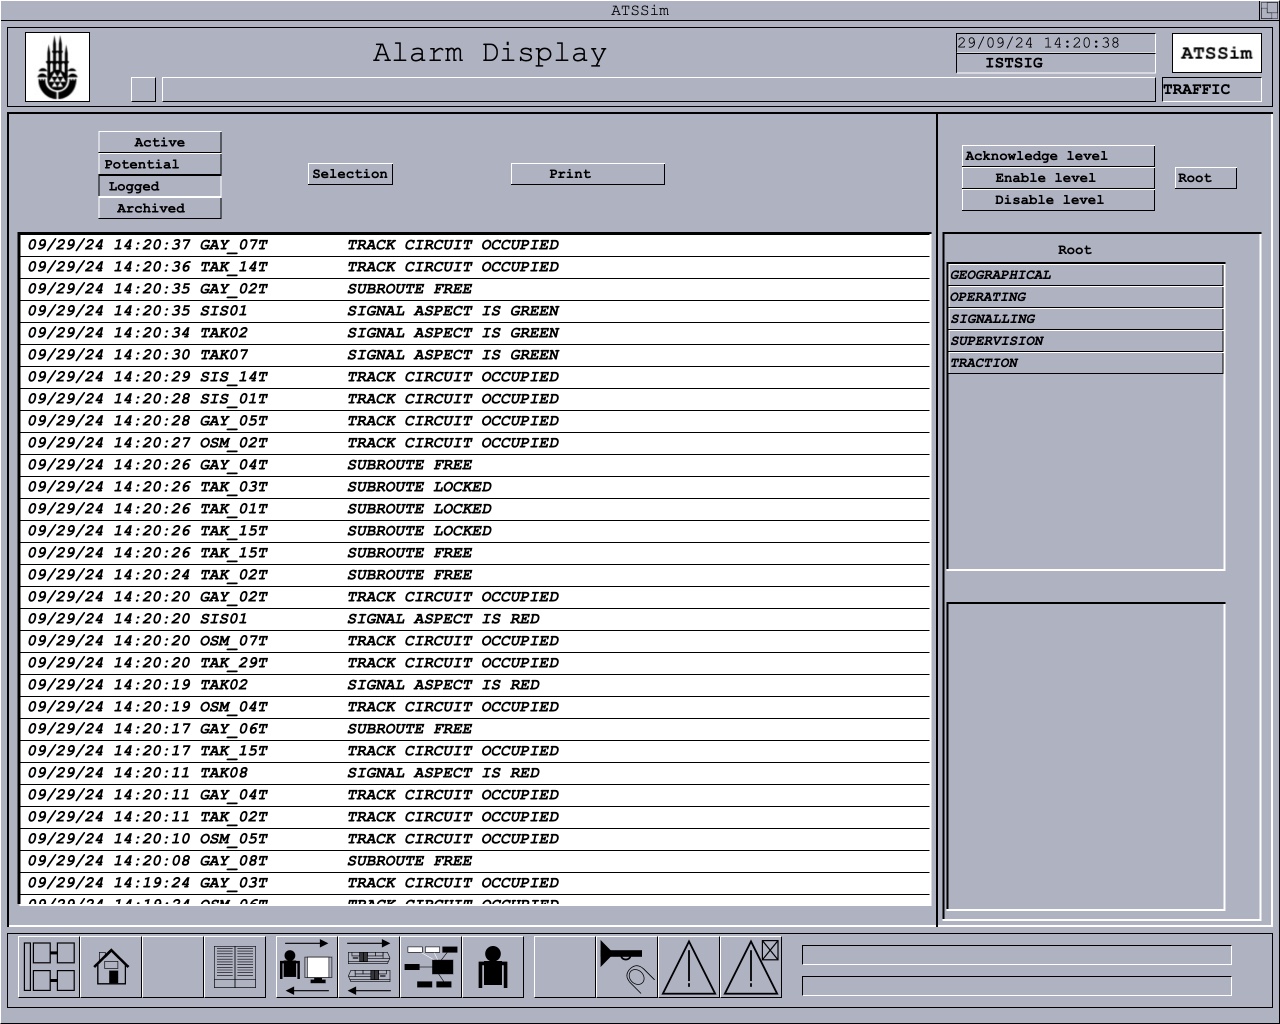 ATSSim
Alarm Display
29/09/24 14:20:38
ISTSIG
ATSSim
TRAFFIC
Active
Potential
Logged
Archived
Selection
Print
Acknowledge level
Enable level
Disable level
Root
09/29/24 14:20:37 GAY_07T TRACK CIRCUIT OCCUPIED
09/29/24 14:20:36 TAK_14T TRACK CIRCUIT OCCUPIED
09/29/24 14:20:35 GAY_02T SUBROUTE FREE
09/29/24 14:20:35 SIS01 SIGNAL ASPECT IS GREEN
09/29/24 14:20:34 TAK02 SIGNAL ASPECT IS GREEN
09/29/24 14:20:30 TAK07 SIGNAL ASPECT IS GREEN
09/29/24 14:20:29 SIS_14T TRACK CIRCUIT OCCUPIED
09/29/24 14:20:28 SIS_01T TRACK CIRCUIT OCCUPIED
09/29/24 14:20:28 GAY_05T TRACK CIRCUIT OCCUPIED
09/29/24 14:20:27 OSM_02T TRACK CIRCUIT OCCUPIED
09/29/24 14:20:26 GAY_04T SUBROUTE FREE
09/29/24 14:20:26 TAK_03T SUBROUTE LOCKED
09/29/24 14:20:26 TAK_01T SUBROUTE LOCKED
09/29/24 14:20:26 TAK_15T SUBROUTE LOCKED
09/29/24 14:20:26 TAK_15T SUBROUTE FREE
09/29/24 14:20:24 TAK_02T SUBROUTE FREE
09/29/24 14:20:20 GAY_02T TRACK CIRCUIT OCCUPIED
09/29/24 14:20:20 SIS01 SIGNAL ASPECT IS RED
09/29/24 14:20:20 OSM_07T TRACK CIRCUIT OCCUPIED
09/29/24 14:20:20 TAK_29T TRACK CIRCUIT OCCUPIED
09/29/24 14:20:19 TAK02 SIGNAL ASPECT IS RED
09/29/24 14:20:19 OSM_04T TRACK CIRCUIT OCCUPIED
09/29/24 14:20:17 GAY_06T SUBROUTE FREE
09/29/24 14:20:17 TAK_15T TRACK CIRCUIT OCCUPIED
09/29/24 14:20:11 TAK08 SIGNAL ASPECT IS RED
09/29/24 14:20:11 GAY_04T TRACK CIRCUIT OCCUPIED
09/29/24 14:20:11 TAK_02T TRACK CIRCUIT OCCUPIED
09/29/24 14:20:10 OSM_05T TRACK CIRCUIT OCCUPIED
09/29/24 14:20:08 GAY_08T SUBROUTE FREE
09/29/24 14:19:24 GAY_03T TRACK CIRCUIT OCCUPIED
09/29/24 14:19:24 OSM_06T TRACK CIRCUIT OCCUPIED
Root
GEOGRAPHICAL
OPERATING
SIGNALLING
SUPERVISION
TRACTION